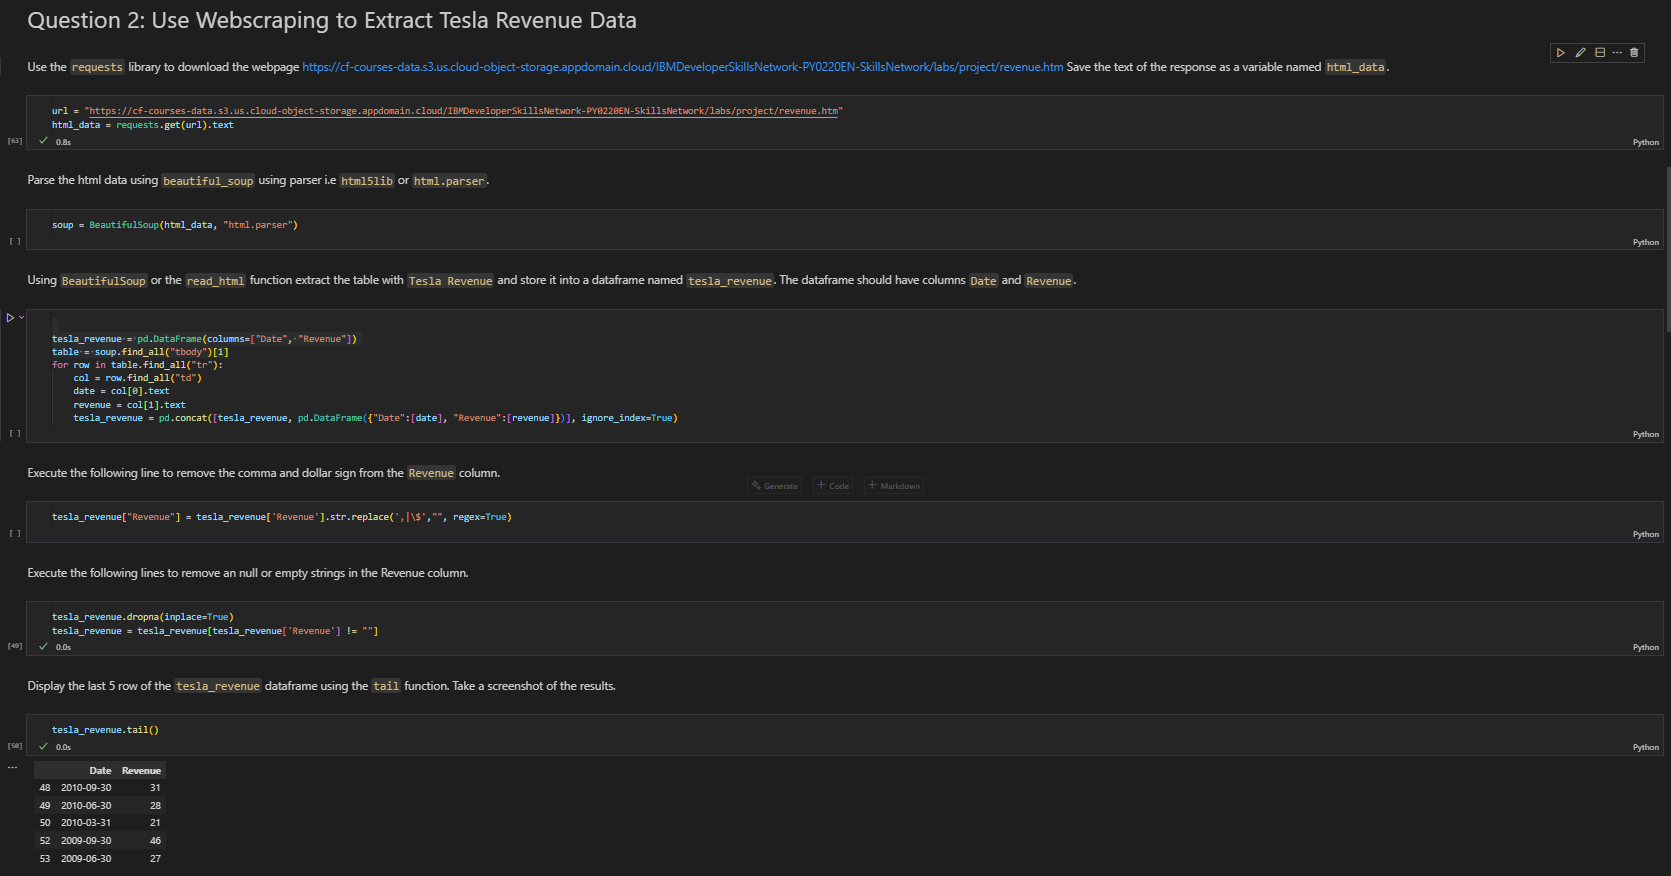 Question 2: Use Webscraping to Extract Tesla Revenue Data
Use the requests library to download the webpage https://cf-courses-data.s3.us.cloud-object-storage.appdomain.cloud/IBMDeveloperSkillsNetwork-PY0220EN-SkillsNetwork/labs/project/revenue.htm Save the text of the response as a variable named html_data.
url = "https://cf-courses-data.s3.us.cloud-object-storage.appdomain.cloud/IBMDeveloperSkillsNetwork-PY0220EN-SkillsNetwork/labs/project/revenue.htm"
html_data = requests.get(url).text
[63] 0.8s Python
Parse the html data using beautiful_soup using parser i.e html5lib or html.parser.
soup = BeautifulSoup(html_data, "html.parser")
[ ] Python
Using BeautifulSoup or the read_html function extract the table with Tesla Revenue and store it into a dataframe named tesla_revenue. The dataframe should have columns Date and Revenue.
tesla_revenue = pd.DataFrame(columns=["Date", "Revenue"])
table = soup.find_all("tbody")[1]
for row in table.find_all("tr"):
    col = row.find_all("td")
    date = col[0].text
    revenue = col[1].text
    tesla_revenue = pd.concat([tesla_revenue, pd.DataFrame({"Date":[date], "Revenue":[revenue]})], ignore_index=True)
[ ] Python
Execute the following line to remove the comma and dollar sign from the Revenue column.
Generate + Code + Markdown
tesla_revenue["Revenue"] = tesla_revenue['Revenue'].str.replace(',|\$',"", regex=True)
[ ] Python
Execute the following lines to remove an null or empty strings in the Revenue column.
tesla_revenue.dropna(inplace=True)
tesla_revenue = tesla_revenue[tesla_revenue['Revenue'] != ""]
[49] 0.0s Python
Display the last 5 row of the tesla_revenue dataframe using the tail function. Take a screenshot of the results.
tesla_revenue.tail()
[50] 0.0s Python
Date Revenue
48 2010-09-30 31
49 2010-06-30 28
50 2010-03-31 21
52 2009-09-30 46
53 2009-06-30 27